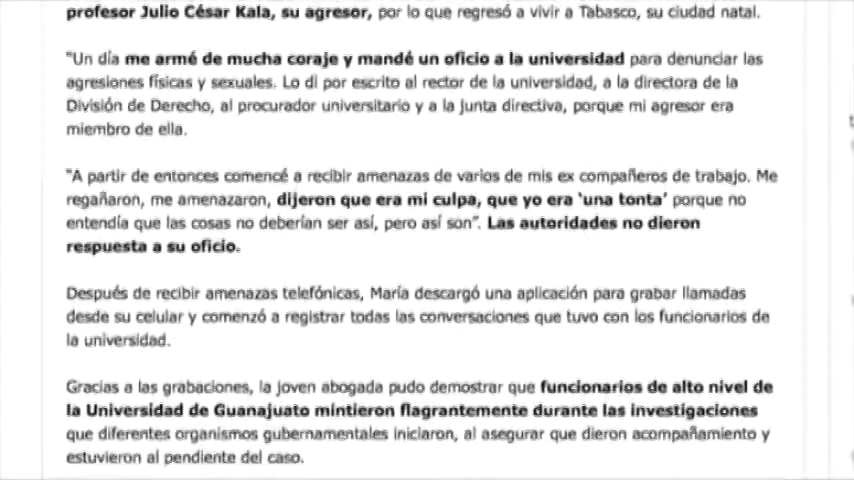 profesor Julio César Kala, su agresor, por lo que regresó a vivir a Tabasco, su ciudad natal.
"Un día me armé de mucha coraje y mandé un oficio a la universidad para denunciar las
agresiones físicas y sexuales. Lo di por escrito al rector de la universidad, a la directora de la
División de Derecho, al procurador universitario y a la junta directiva, porque mi agresor era
miembro de ella.
"A partir de entonces comencé a recibir amenazas de varios de mis ex compañeros de trabajo. Me
regañaron, me amenazaron, dijeron que era mi culpa, que yo era 'una tonta' porque no
entendía que las cosas no deberían ser así, pero así son". Las autoridades no dieron
respuesta a su oficio.
Después de recibir amenazas telefónicas, María descargó una aplicación para grabar llamadas
desde su celular y comenzó a registrar todas las conversaciones que tuvo con los funcionarios de
la universidad.
Gracias a las grabaciones, la joven abogada pudo demostrar que funcionarios de alto nivel de
la Universidad de Guanajuato mintieron flagrantemente durante las investigaciones
que diferentes organismos gubernamentales iniciaron, al asegurar que dieron acompañamiento y
estuvieron al pendiente del caso.